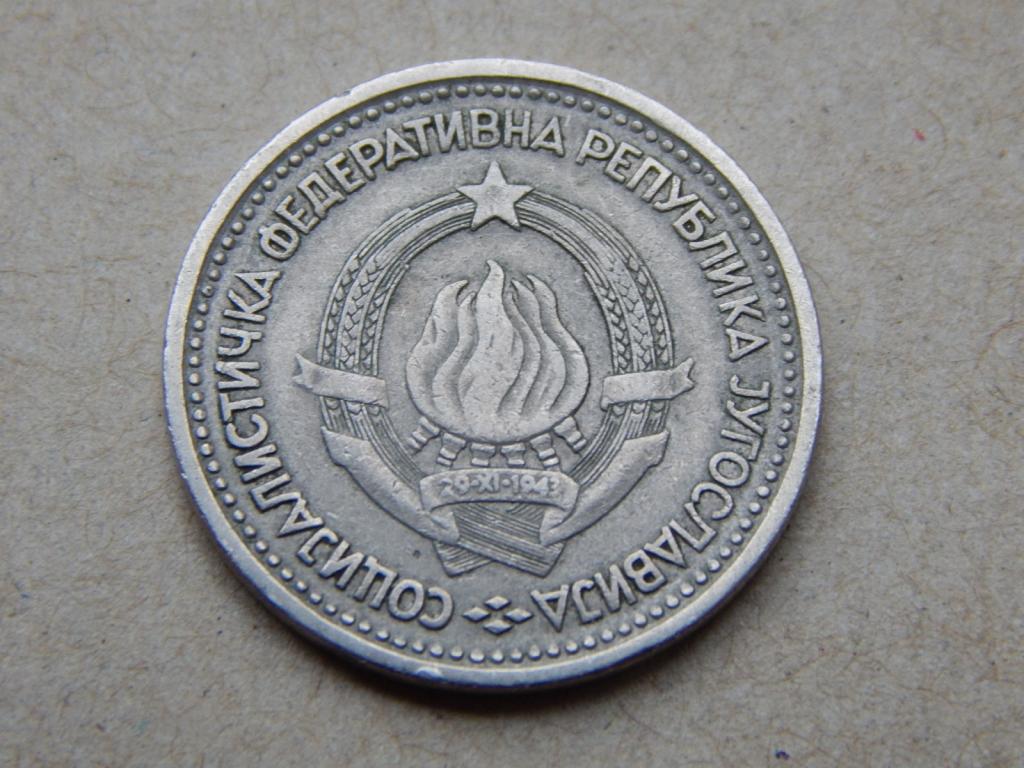 СОЦИЈАЛИСТИЧКА ФЕДЕРАТИВНА РЕПУБЛИКА ЈУГОСЛАВИЈА
29·XI·1943